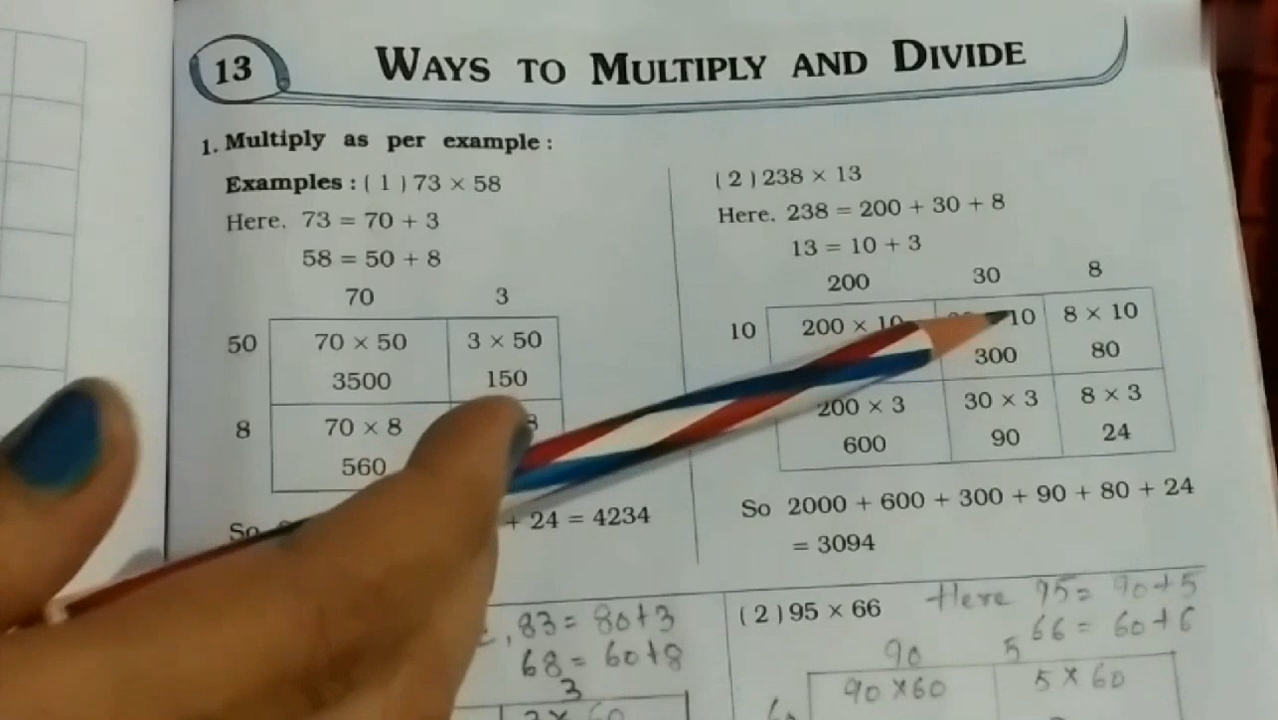 13 WAYS TO MULTIPLY AND DIVIDE
1. Multiply as per example :
Examples : ( 1 ) 73 × 58
Here, 73 = 70 + 3
58 = 50 + 8
70 3
50 70 × 50 3 × 50
3500 150
8 70 × 8 8
560
So + 24 = 4234
( 2 ) 238 × 13
Here, 238 = 200 + 30 + 8
13 = 10 + 3
200 30 8
10 200 × 10 10 8 × 10
300 80
200 × 3 30 × 3 8 × 3
600 90 24
So 2000 + 600 + 300 + 90 + 80 + 24
= 3094
, 83 = 80+3
68 = 60+8
3
( 2 ) 95 × 66 Here 95 = 90+5
66 = 60+6
90 5
90×60 5 × 60